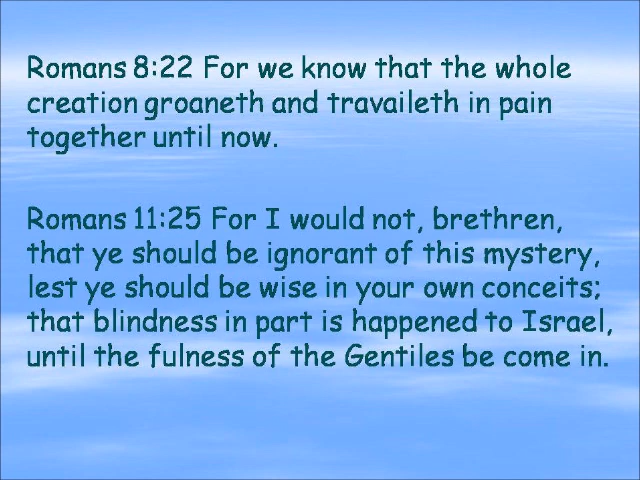 Romans 8:22 For we know that the whole
creation groaneth and travaileth in pain
together until now.
Romans 11:25 For I would not, brethren,
that ye should be ignorant of this mystery,
lest ye should be wise in your own conceits;
that blindness in part is happened to Israel,
until the fulness of the Gentiles be come in.